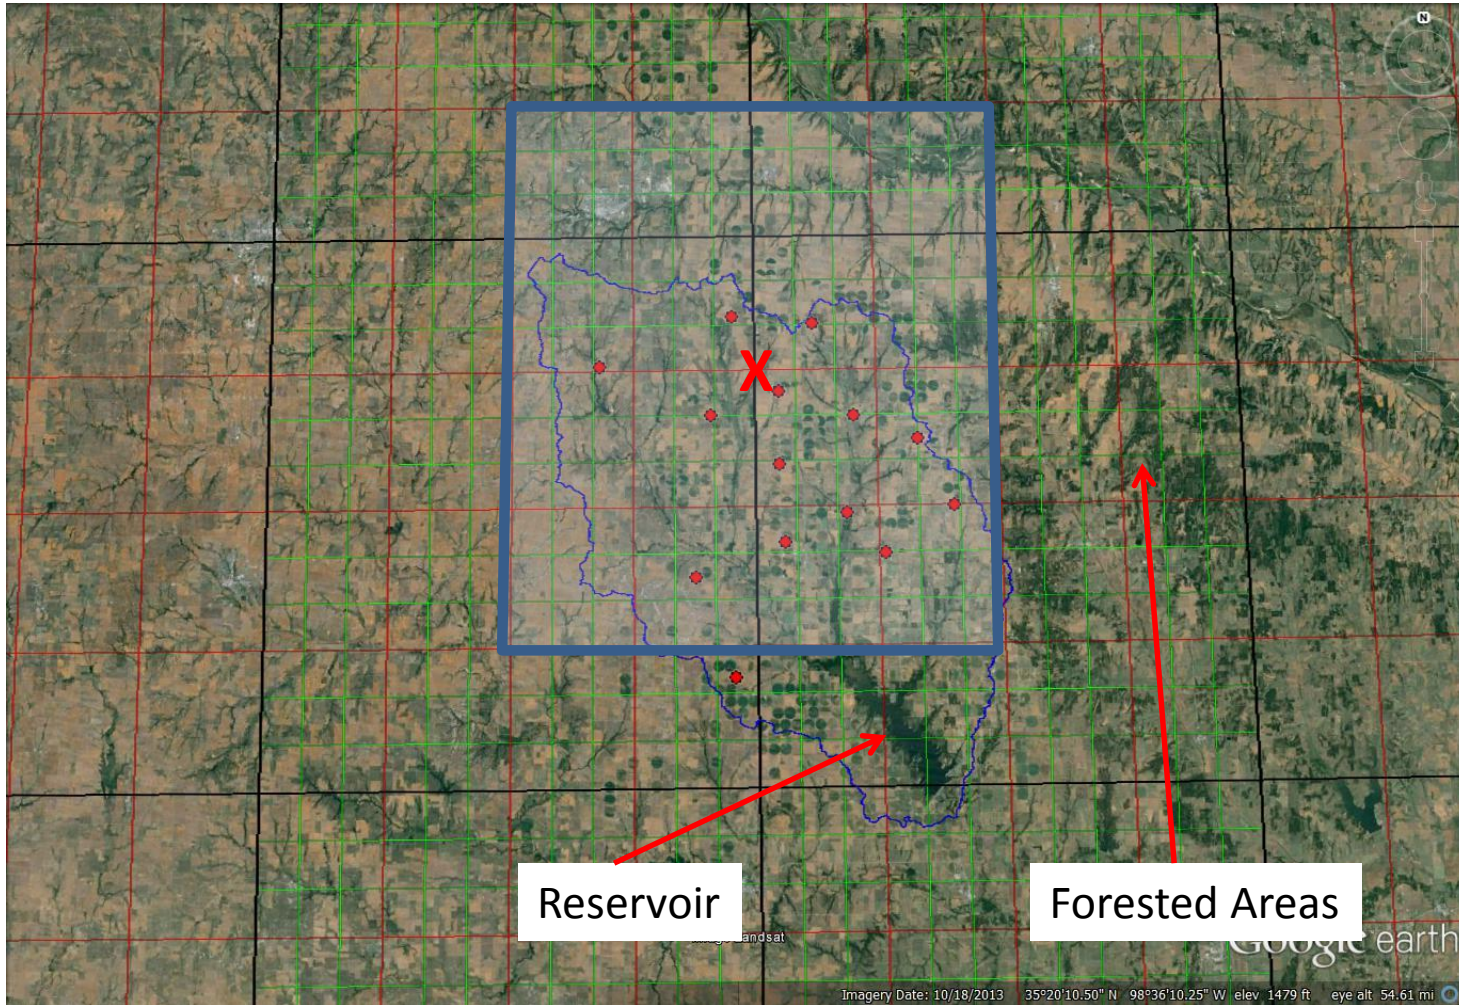 N
X
Reservoir
Forested Areas
Landsat
Google earth
Imagery Date: 10/18/2013 35°20'10.50" N 98°36'10.25" W elev 1479 ft eye alt 54.61 mi